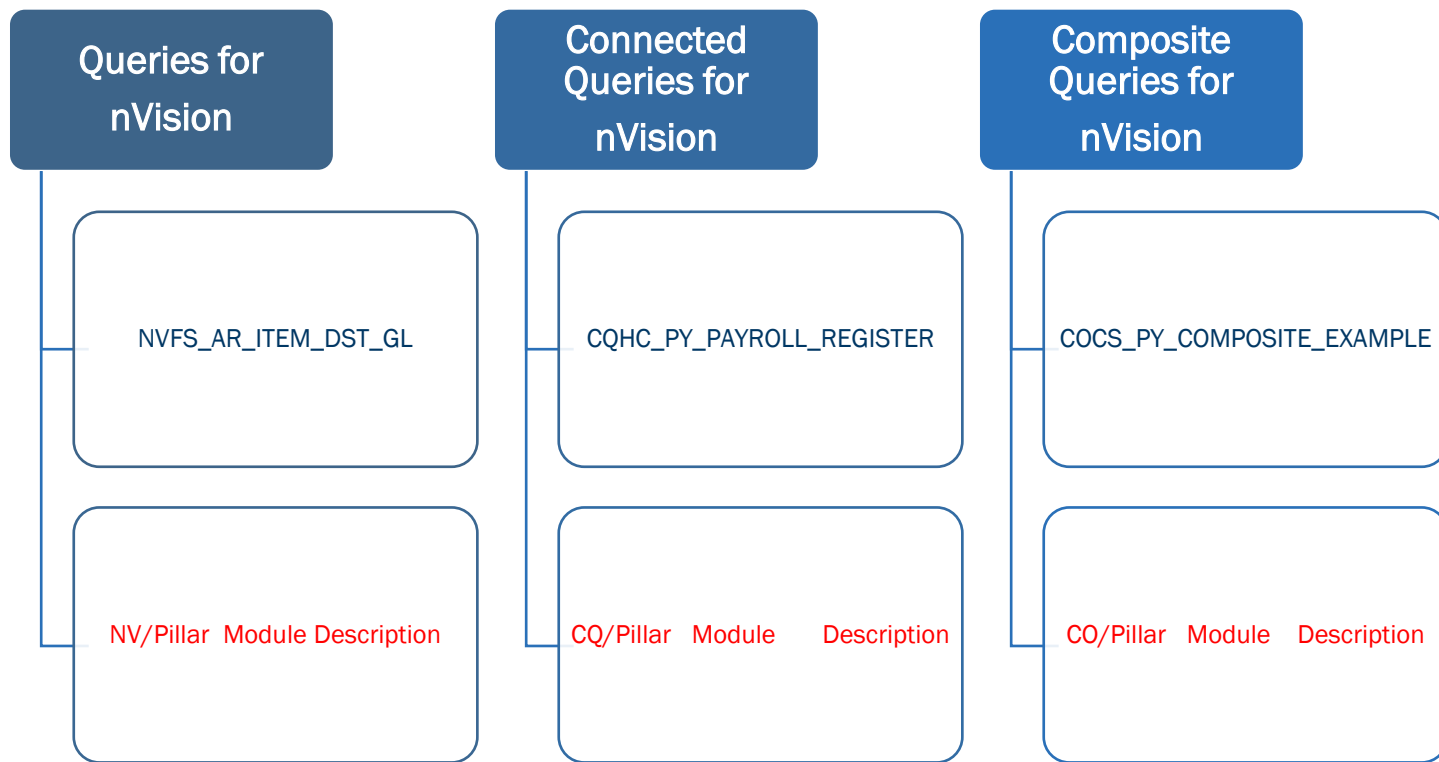 Queries for
nVision
NVFS_AR_ITEM_DST_GL
NV/Pillar Module Description
Connected
Queries for
nVision
CQHC_PY_PAYROLL_REGISTER
CQ/Pillar Module Description
Composite
Queries for
nVision
COCS_PY_COMPOSITE_EXAMPLE
CO/Pillar Module Description